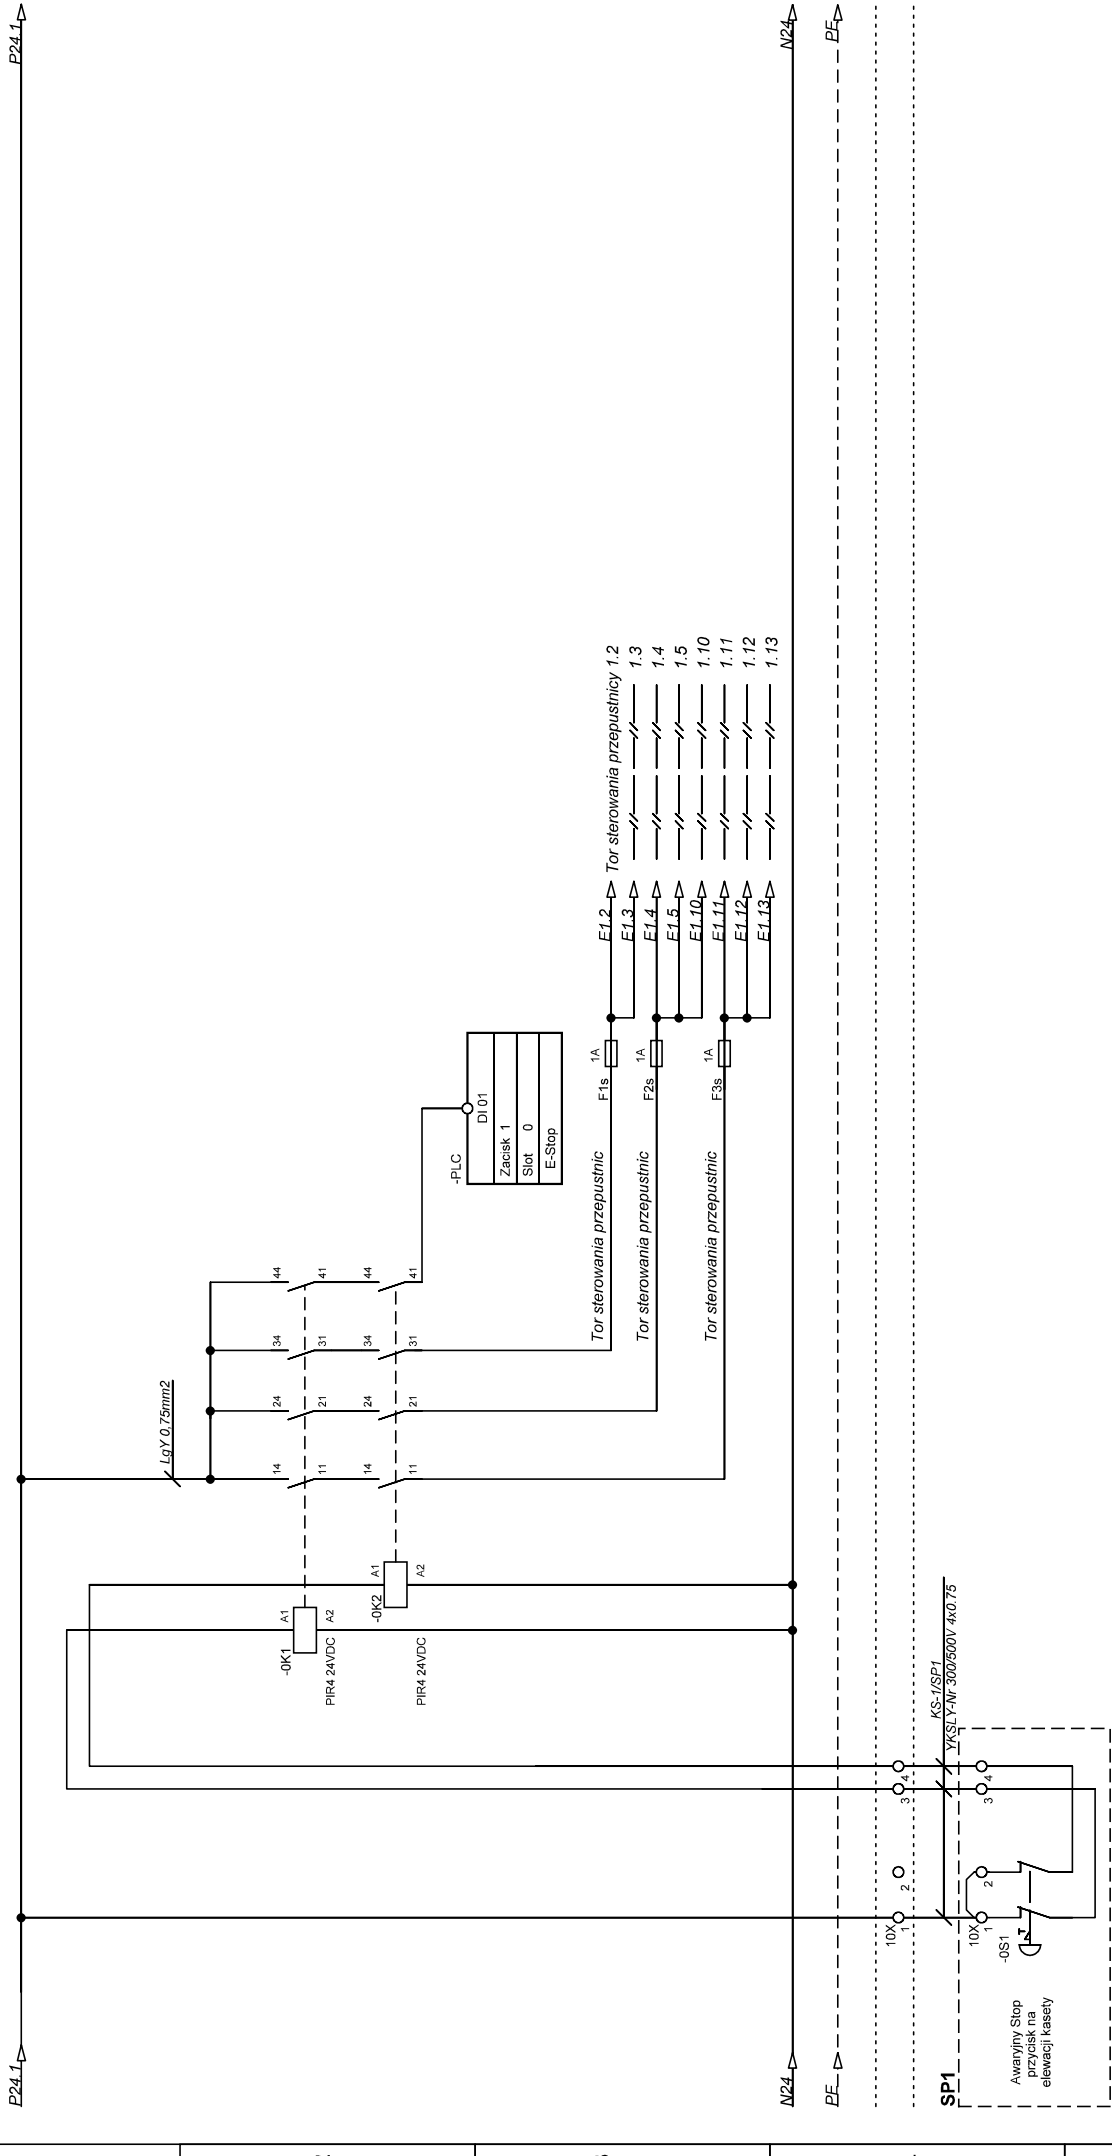 P24.1
N24
PE
P24.1
LgY 0,75mm2
14
24
34
44
11
21
31
41
14
24
34
44
11
21
31
41
-0K1
A1
A2
PIR4 24VDC
-0K2
A1
A2
PIR4 24VDC
-PLC
DI 01
Zacisk 1
Slot 0
E-Stop
Tor sterowania przepustnic
F1s
1A
E1.2
Tor sterowania przepustnicy 1.2
E1.3
1.3
Tor sterowania przepustnic
F2s
1A
E1.4
1.4
E1.5
1.5
E1.10
1.10
Tor sterowania przepustnic
F3s
1A
E1.11
1.11
E1.12
1.12
E1.13
1.13
N24
PE
10X
1
2
3
4
KS-1/SP1
YKSLY-Nr 300/500V 4x0.75
SP1
10X
1
2
3
4
-0S1
Awaryjny Stop
przycisk na
elewacji kasety